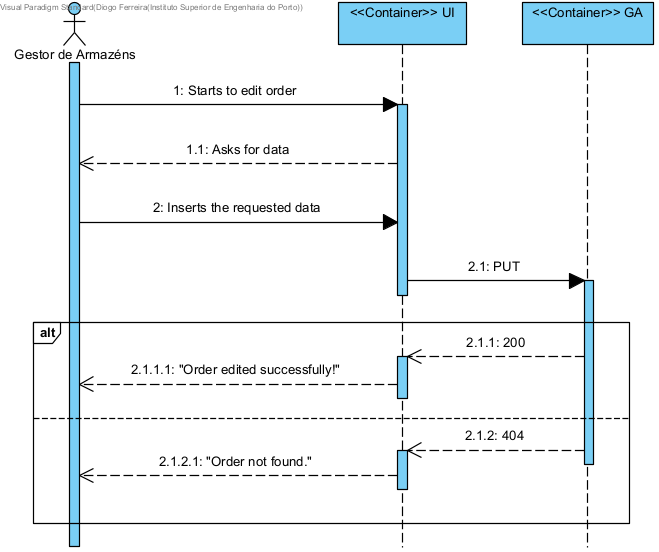 Visual Paradigm Standard(Diogo Ferreira(Instituto Superior de Engenharia do Porto))
<<Container>> UI
<<Container>> GA
Gestor de Armazéns
1: Starts to edit order
1.1: Asks for data
2: Inserts the requested data
2.1: PUT
alt
2.1.1: 200
2.1.1.1: "Order edited successfully!"
2.1.2: 404
2.1.2.1: "Order not found."